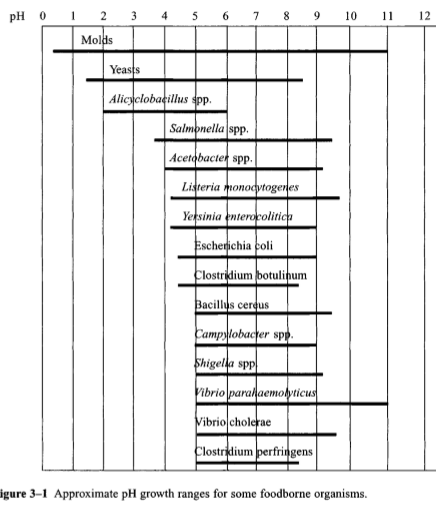 pH 0 1 2 3 4 5 6 7 8 9 10 11 12
Molds
Yeasts
Alicyclobacillus spp.
Salmonella spp.
Acetobacter spp.
Listeria monocytogenes
Yersinia enterocolitica
Escherichia coli
Clostridium botulinum
Bacillus cereus
Campylobacter spp.
Shigella spp.
Vibrio parahaemolyticus
Vibrio cholerae
Clostridium perfringens
igure 3–1 Approximate pH growth ranges for some foodborne organisms.